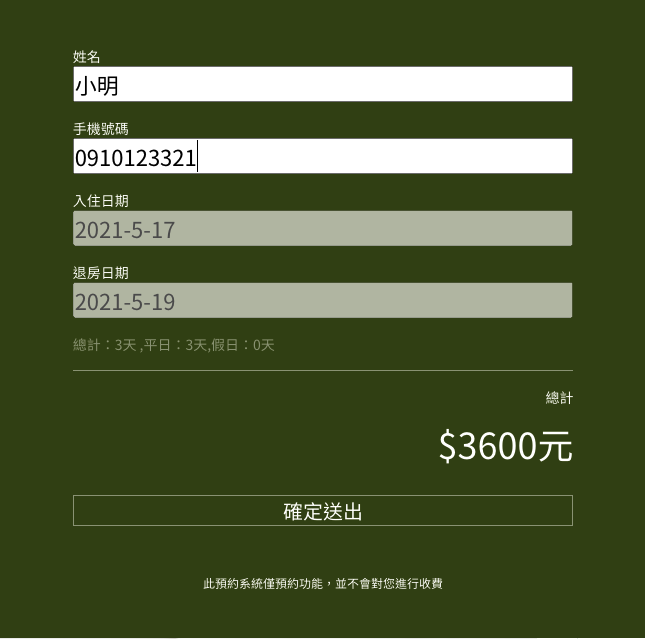 姓名
小明
手機號碼
0910123321
入住日期
2021-5-17
退房日期
2021-5-19
總計：3天 ,平日：3天,假日：0天
總計
$3600元
確定送出
此預約系統僅預約功能，並不會對您進行收費